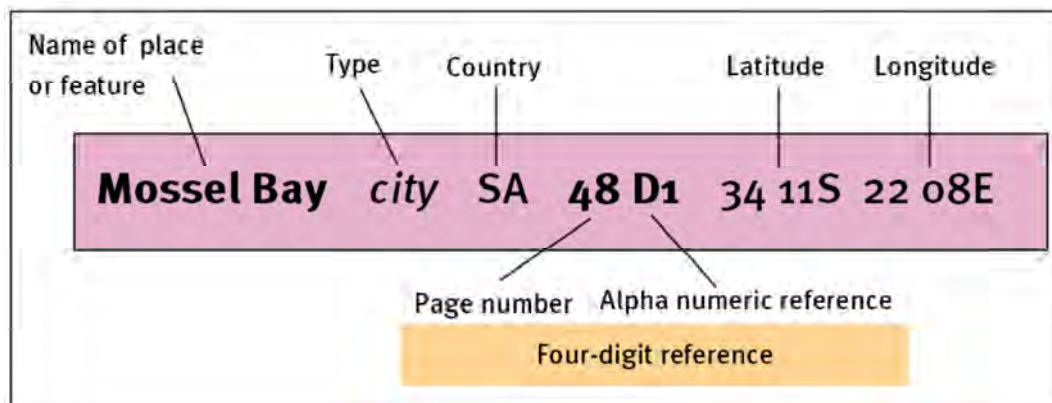 Name of place
or feature
Type
Country
Latitude
Longitude
Mossel Bay city SA 48 D1 34 11S 22 08E
Page number
Alpha numeric reference
Four-digit reference